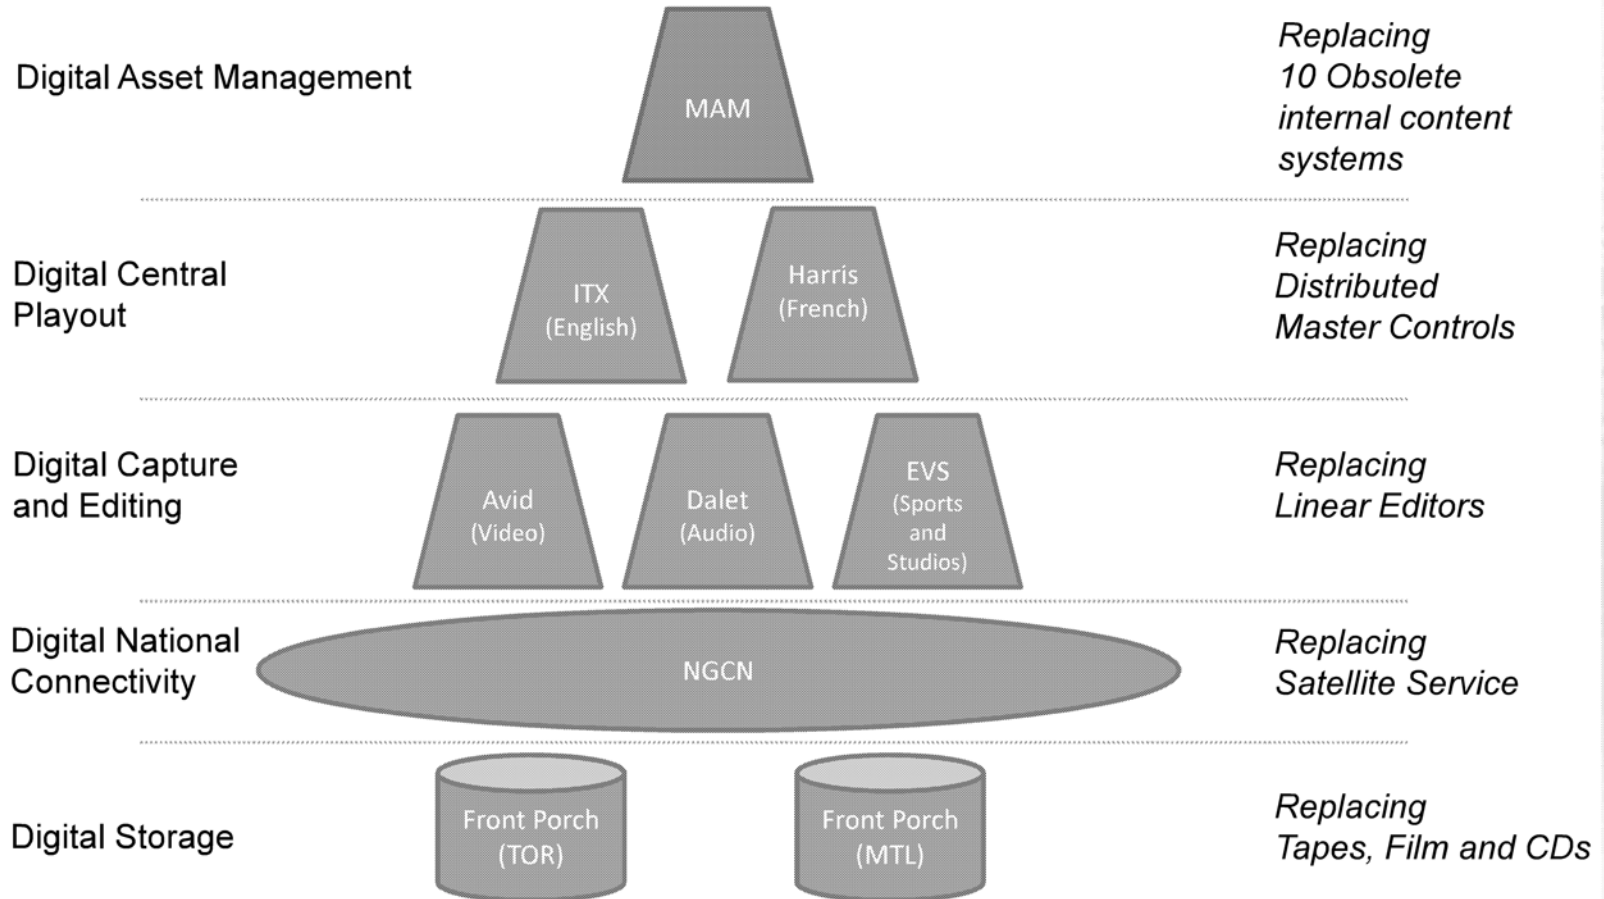 Digital Asset Management
MAM
Replacing
10 Obsolete
internal content
systems
Digital Central
Playout
ITX
(English)
Harris
(French)
Replacing
Distributed
Master Controls
Digital Capture
and Editing
Avid
(Video)
Dalet
(Audio)
EVS
(Sports
and
Studios)
Replacing
Linear Editors
Digital National
Connectivity
NGCN
Replacing
Satellite Service
Digital Storage
Front Porch
(TOR)
Front Porch
(MTL)
Replacing
Tapes, Film and CDs